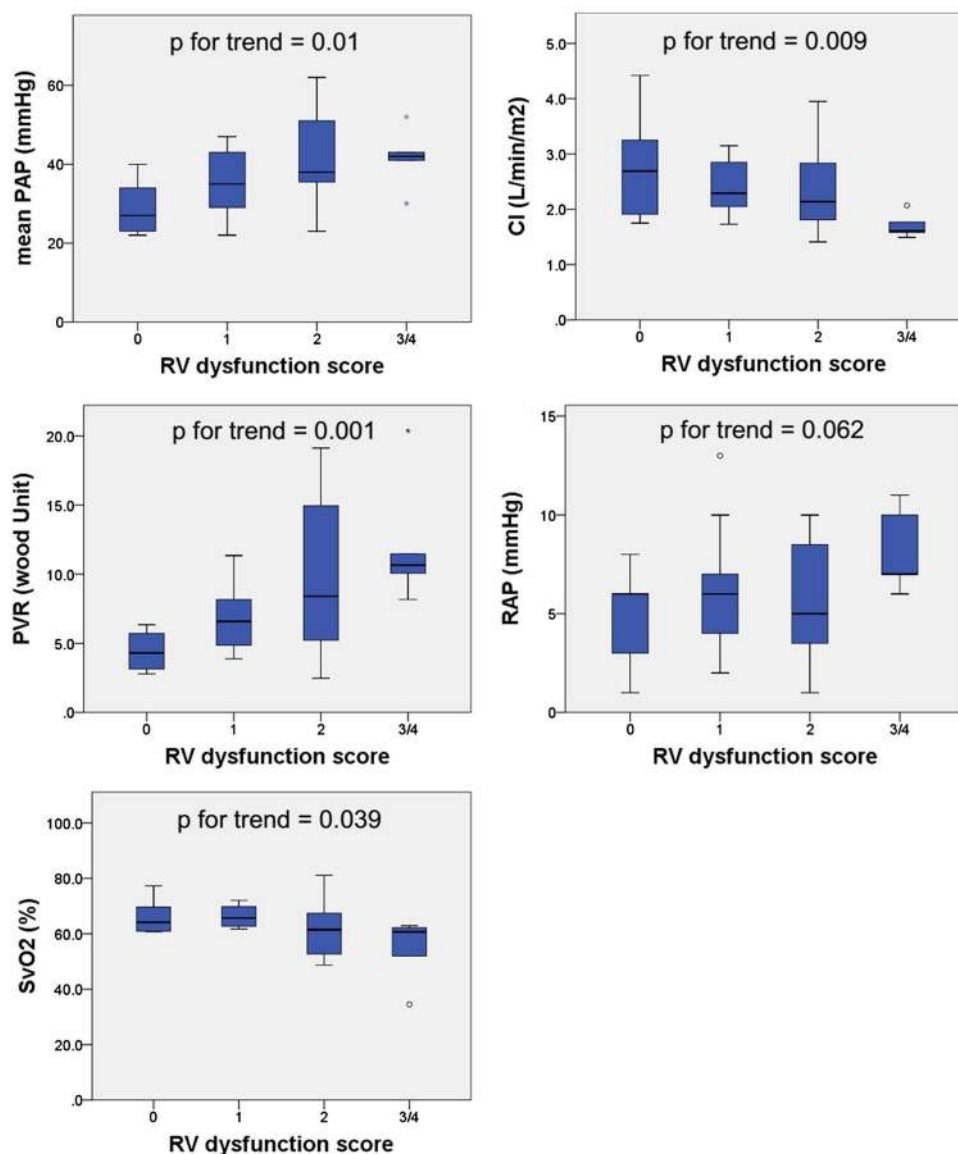 p for trend = 0.01
mean PAP (mmHg)
60
40
20
0
0 1 2 3/4
RV dysfunction score
p for trend = 0.009
CI (L/min/m2)
5.0
4.0
3.0
2.0
1.0
.0
0 1 2 3/4
RV dysfunction score
p for trend = 0.001
PVR (wood Unit)
20.0
15.0
10.0
5.0
.0
0 1 2 3/4
RV dysfunction score
p for trend = 0.062
RAP (mmHg)
15
10
5
0
0 1 2 3/4
RV dysfunction score
p for trend = 0.039
SvO2 (%)
100.0
80.0
60.0
40.0
20.0
.0
0 1 2 3/4
RV dysfunction score